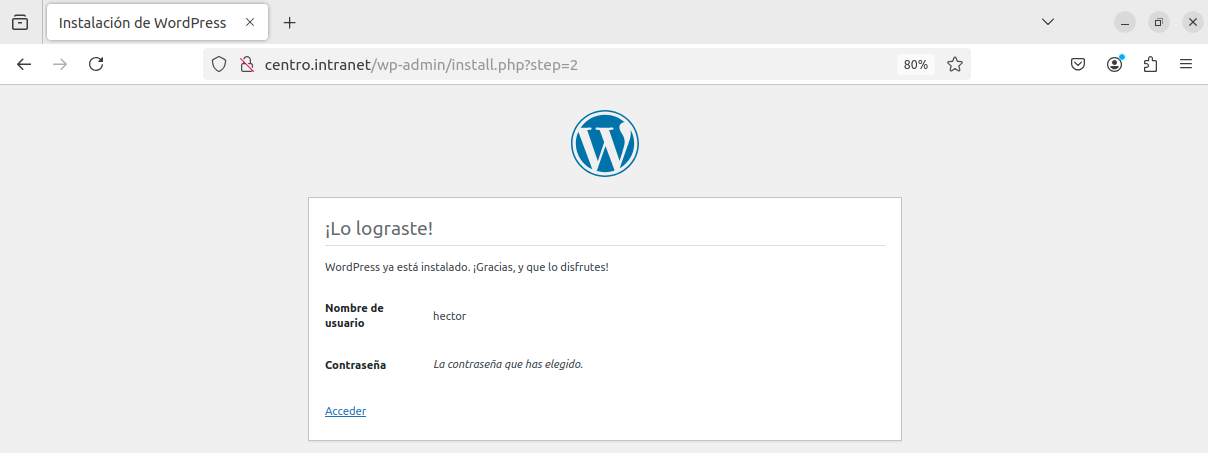 Instalación de WordPress
centro.intranet/wp-admin/install.php?step=2
80%
¡Lo lograste!
WordPress ya está instalado. ¡Gracias, y que lo disfrutes!
Nombre de
usuario
hector
Contraseña
La contraseña que has elegido.
Acceder